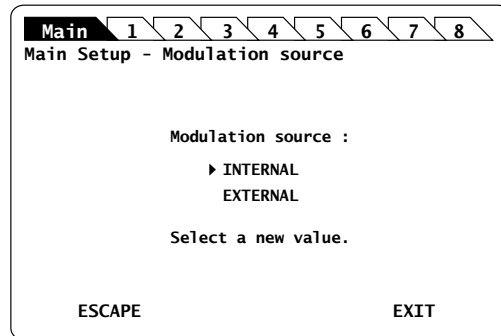 Main 1 2 3 4 5 6 7 8
Main Setup - Modulation source
Modulation source :
INTERNAL
EXTERNAL
Select a new value.
ESCAPE EXIT